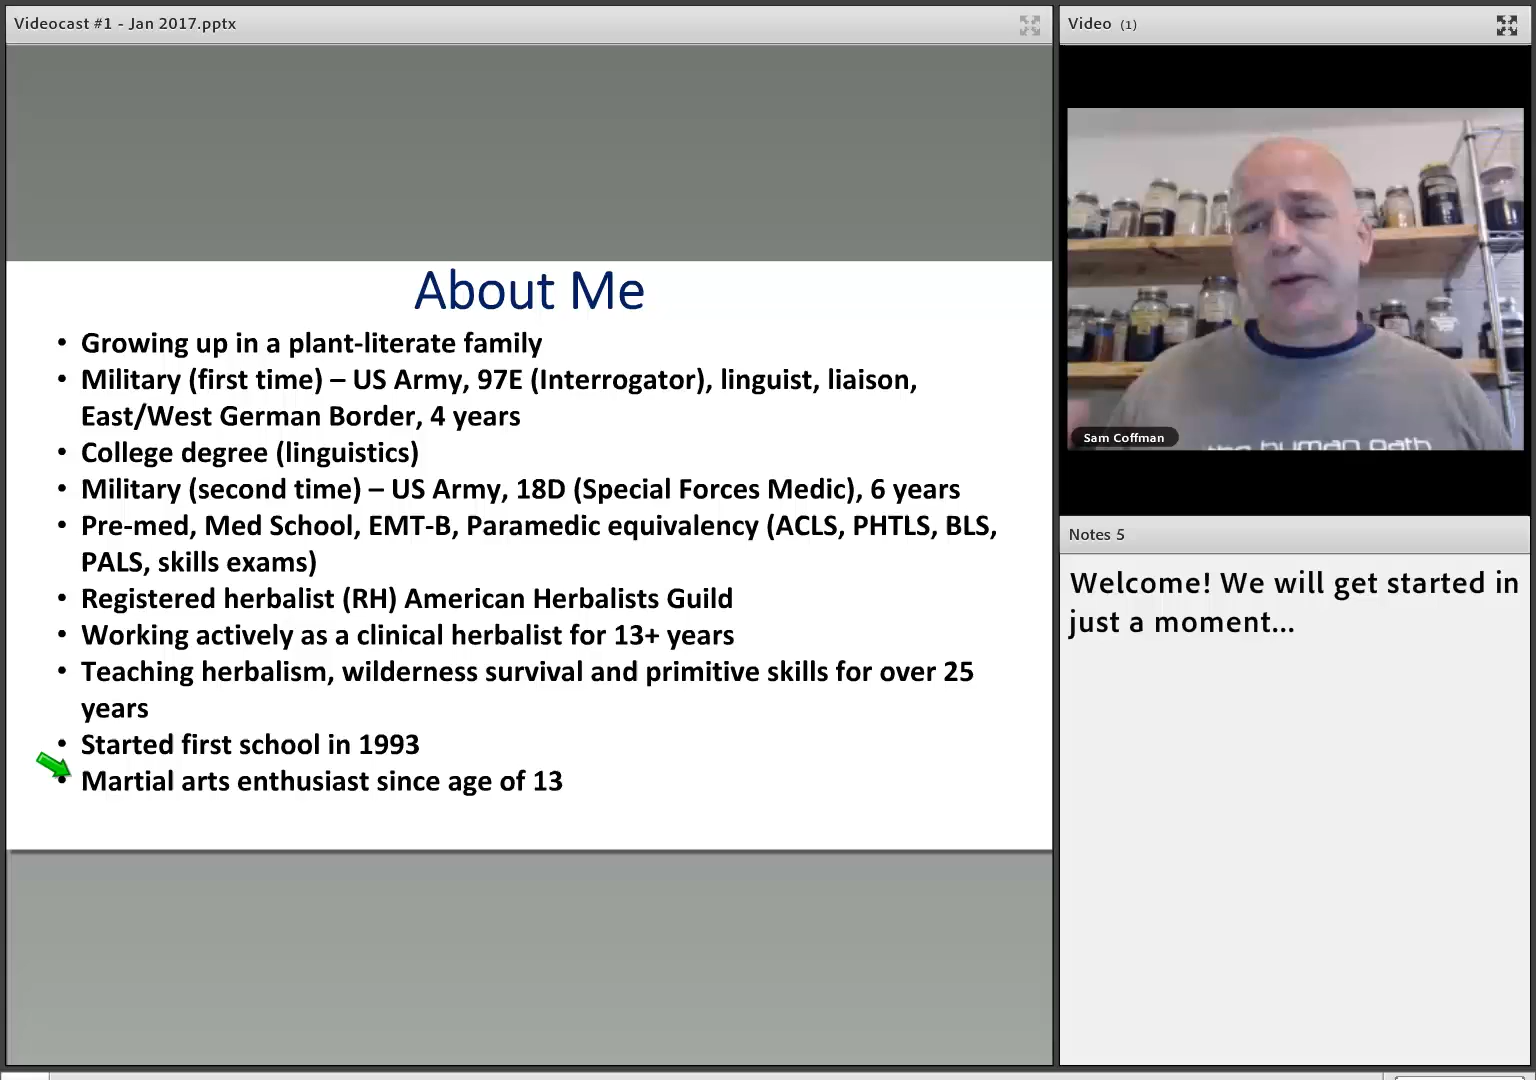 Videocast #1 - Jan 2017.pptx
About Me
• Growing up in a plant-literate family
• Military (first time) – US Army, 97E (Interrogator), linguist, liaison,
East/West German Border, 4 years
• College degree (linguistics)
• Military (second time) – US Army, 18D (Special Forces Medic), 6 years
• Pre-med, Med School, EMT-B, Paramedic equivalency (ACLS, PHTLS, BLS,
PALS, skills exams)
• Registered herbalist (RH) American Herbalists Guild
• Working actively as a clinical herbalist for 13+ years
• Teaching herbalism, wilderness survival and primitive skills for over 25
years
• Started first school in 1993
• Martial arts enthusiast since age of 13
Video (1)
Sam Coffman
the human path
Notes 5
Welcome! We will get started in
just a moment...